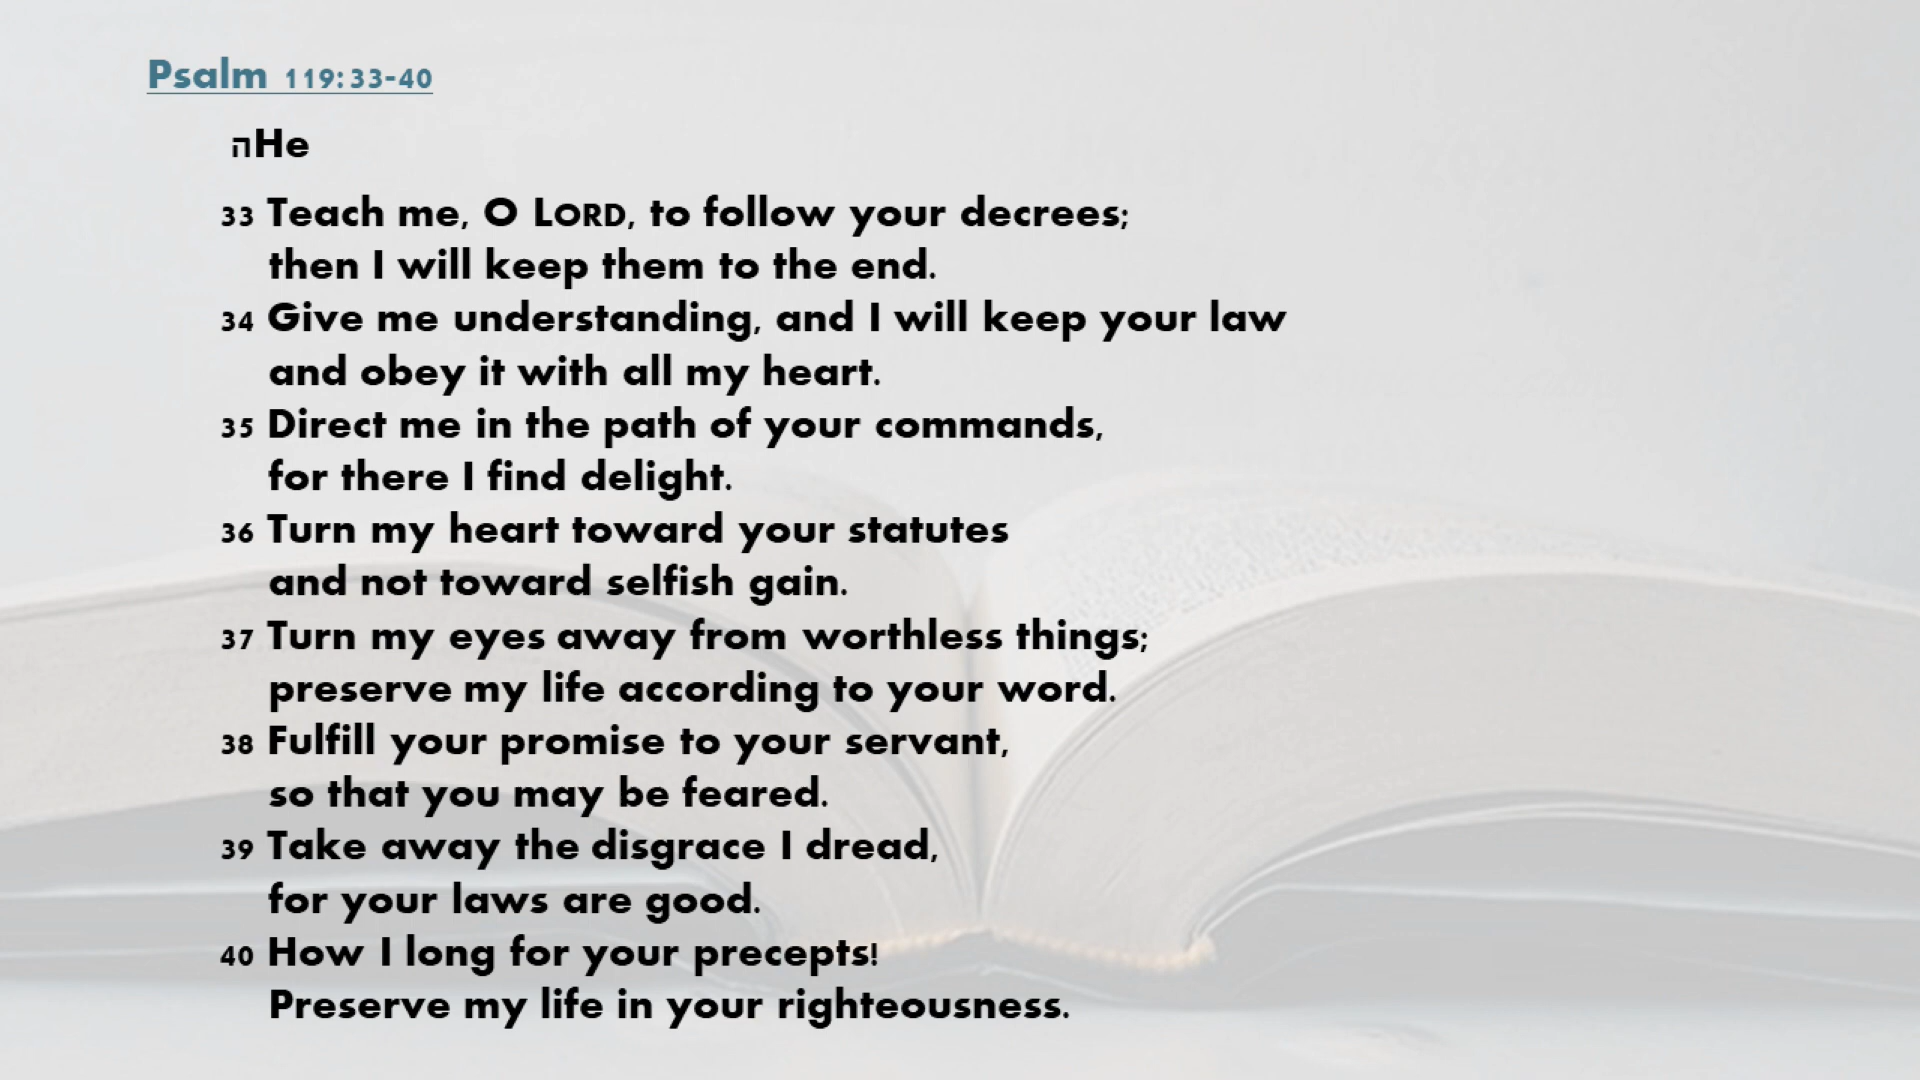 Psalm 119:33-40
הHe
33 Teach me, O LORD, to follow your decrees;
then I will keep them to the end.
34 Give me understanding, and I will keep your law
and obey it with all my heart.
35 Direct me in the path of your commands,
for there I find delight.
36 Turn my heart toward your statutes
and not toward selfish gain.
37 Turn my eyes away from worthless things;
preserve my life according to your word.
38 Fulfill your promise to your servant,
so that you may be feared.
39 Take away the disgrace I dread,
for your laws are good.
40 How I long for your precepts!
Preserve my life in your righteousness.